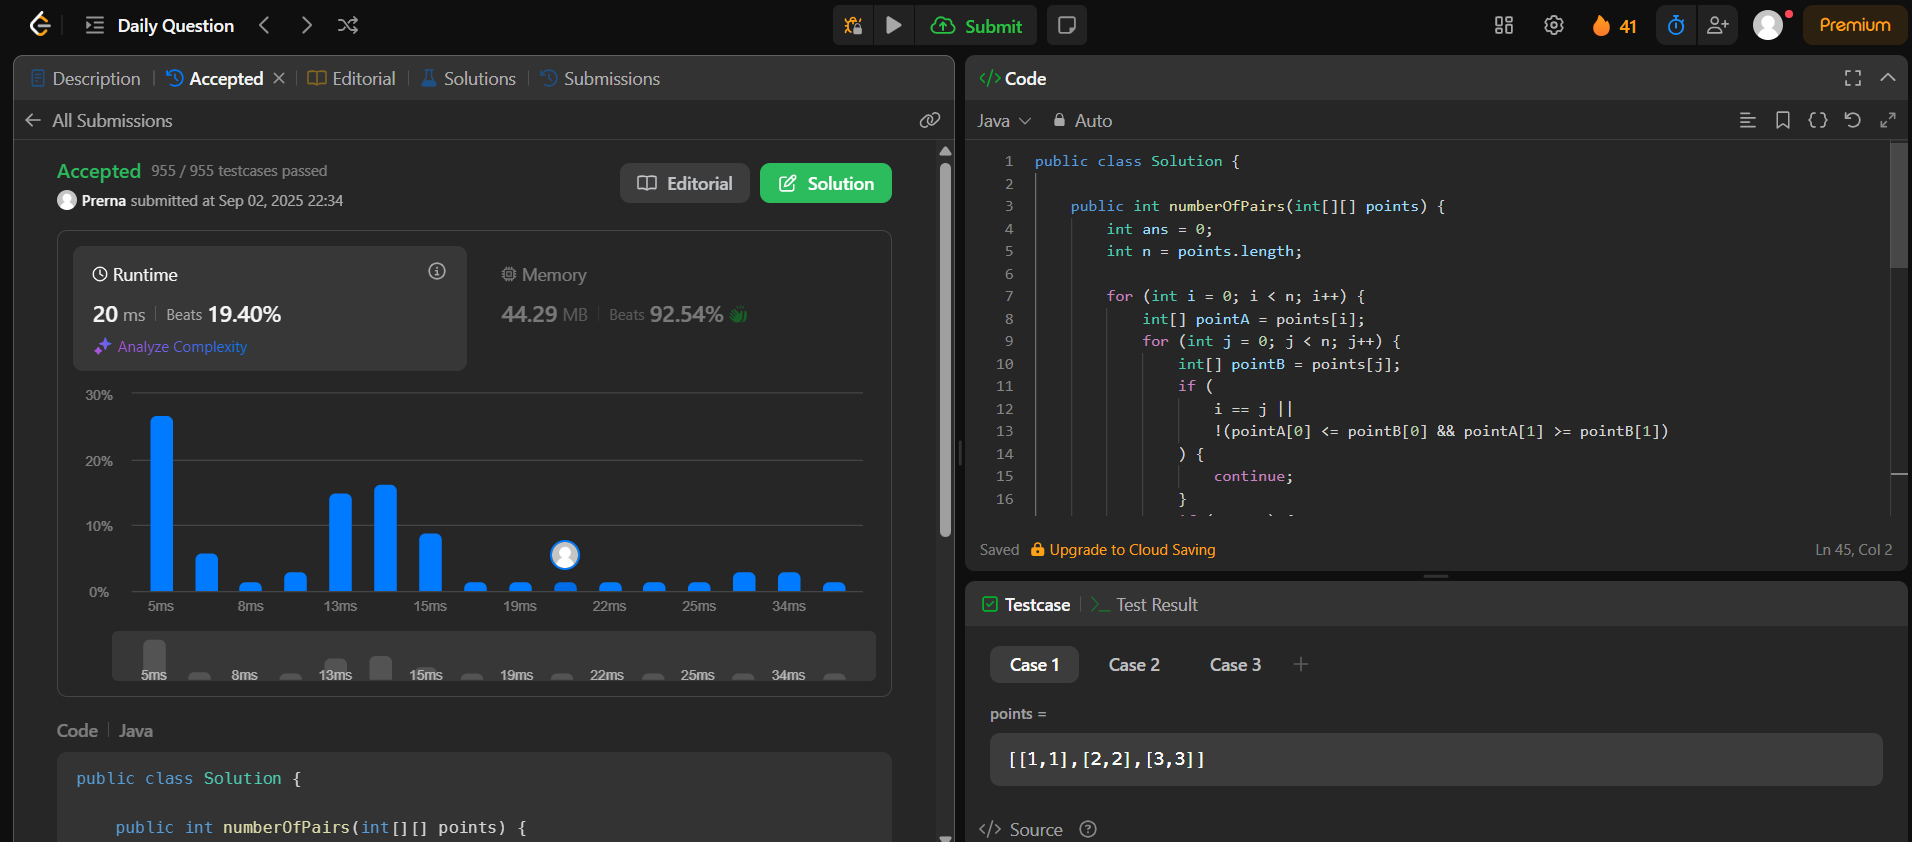 Daily Question
Submit
41
Premium
Description
Accepted
Editorial
Solutions
Submissions
All Submissions
Accepted 955 / 955 testcases passed
Prerna submitted at Sep 02, 2025 22:34
Editorial
Solution
Runtime
20 ms Beats 19.40%
Analyze Complexity
Memory
44.29 MB Beats 92.54%
30%
20%
10%
0%
5ms 8ms 13ms 15ms 19ms 22ms 25ms 34ms
5ms 8ms 13ms 15ms 19ms 22ms 25ms 34ms
Code Java
public class Solution {
public int numberOfPairs(int[][] points) {
</> Code
Java Auto
1 public class Solution {
2
3 public int numberOfPairs(int[][] points) {
4 int ans = 0;
5 int n = points.length;
6
7 for (int i = 0; i < n; i++) {
8 int[] pointA = points[i];
9 for (int j = 0; j < n; j++) {
10 int[] pointB = points[j];
11 if (
12 i == j ||
13 !(pointA[0] <= pointB[0] && pointA[1] >= pointB[1])
14 ) {
15 continue;
16 }
Saved Upgrade to Cloud Saving
Ln 45, Col 2
Testcase
Test Result
Case 1 Case 2 Case 3 +
points =
[[1,1],[2,2],[3,3]]
</> Source